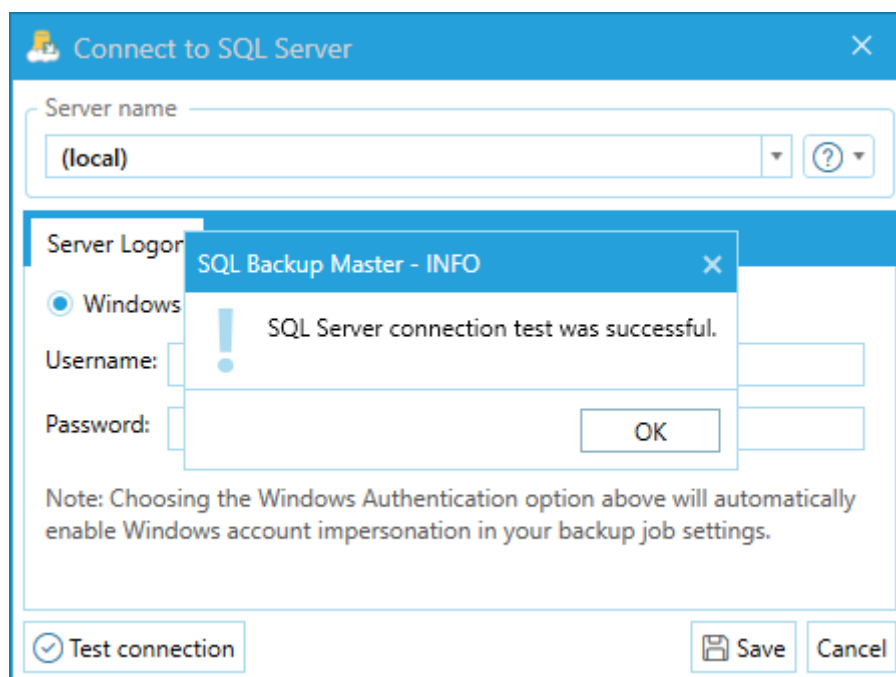 Connect to SQL Server
Server name
(local)
Server Logon
SQL Backup Master - INFO
Windows
SQL Server connection test was successful.
Username:
Password:
OK
Note: Choosing the Windows Authentication option above will automatically
enable Windows account impersonation in your backup job settings.
Test connection
Save
Cancel